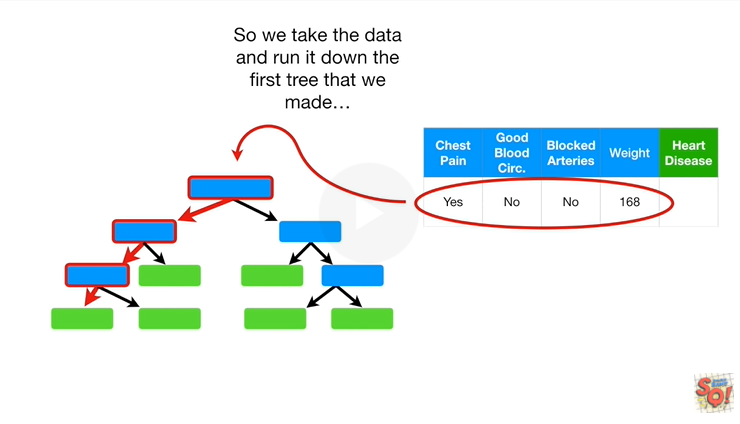 So we take the data
and run it down the
first tree that we
made...
Chest Pain
Good Blood Circ.
Blocked Arteries
Weight
Heart Disease
Yes
No
No
168
SQ!